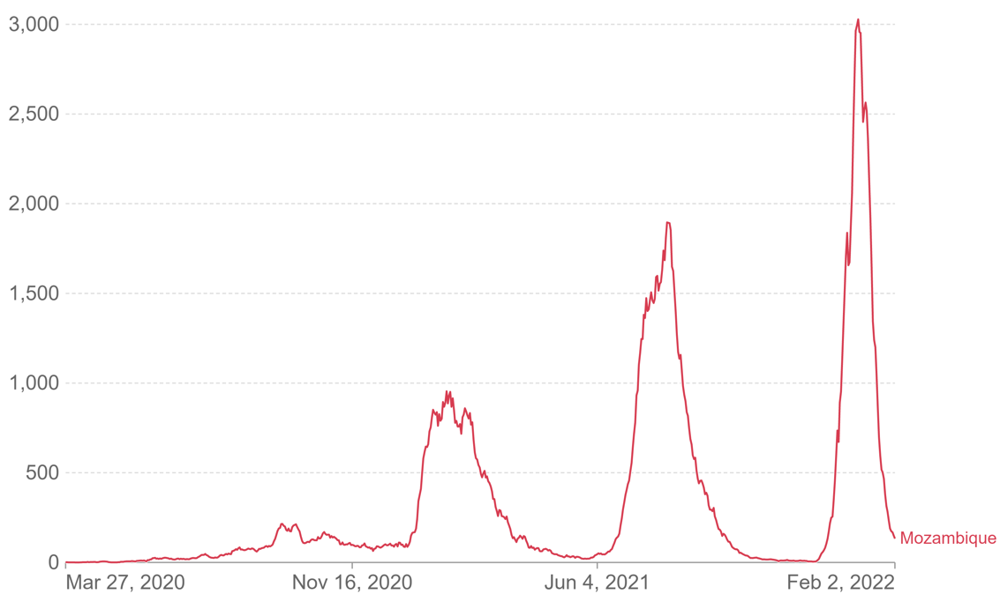 3,000
2,500
2,000
1,500
1,000
500
0
Mozambique
Mar 27, 2020
Nov 16, 2020
Jun 4, 2021
Feb 2, 2022